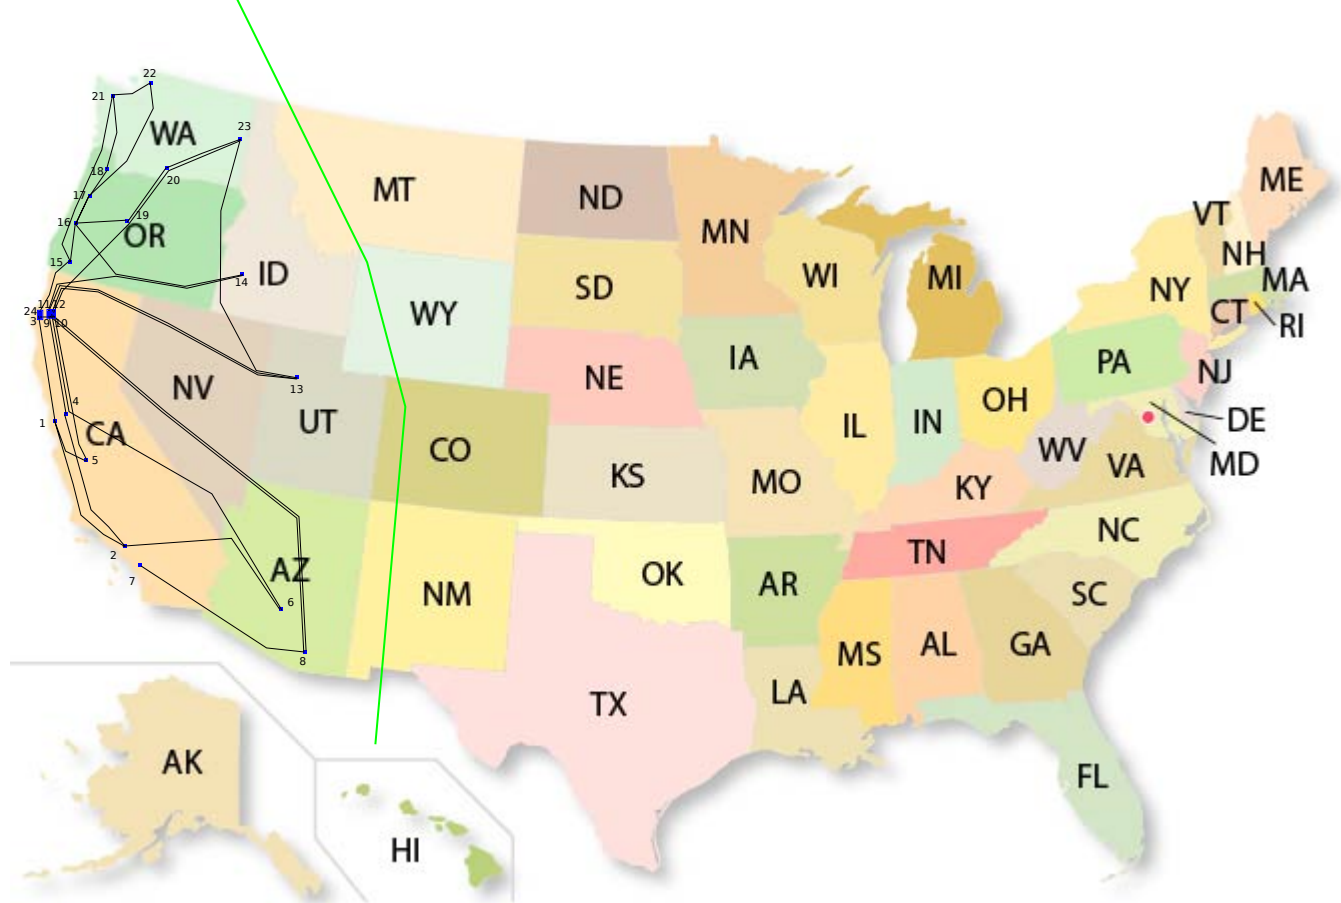 22
21
WA
23
18
20
17
16
19
OR
15
14
ID
11 12
24
3 9 10
MT
ND
MN
WI
MI
ME
VT
NH
MA
NY
CT
RI
SD
WY
IA
PA
NJ
NE
13
NV
UT
4
1
CA
5
CO
KS
MO
IL
IN
OH
WV
VA
DE
MD
KY
NC
TN
2
7
AZ
6
8
NM
OK
AR
SC
MS
AL
GA
LA
TX
FL
AK
HI